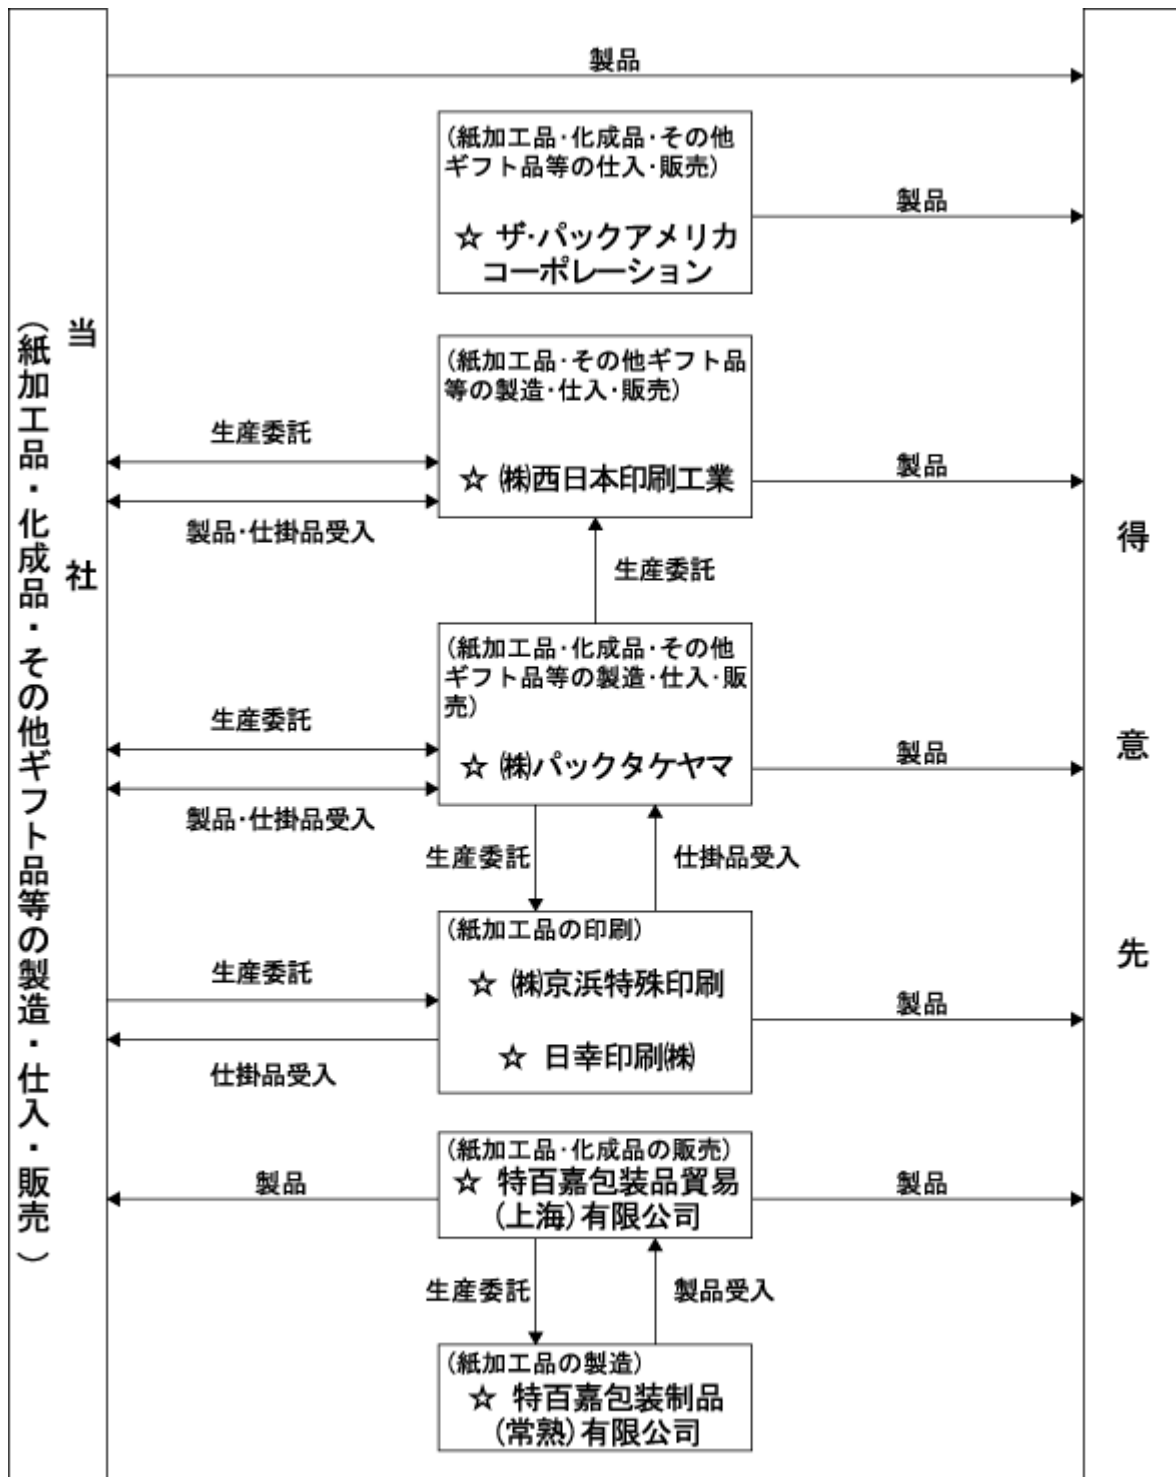 当社
(紙加工品・化成品・その他ギフト品等の製造・仕入・販売)
製品
(紙加工品・化成品・その他
ギフト品等の仕入・販売)
☆ ザ・パックアメリカ
コーポレーション
製品
(紙加工品・その他ギフト品
等の製造・仕入・販売)
☆ ㈱西日本印刷工業
生産委託
製品・仕掛品受入
製品
生産委託
(紙加工品・化成品・その他
ギフト品等の製造・仕入・販
売)
☆ ㈱パックタケヤマ
生産委託
製品・仕掛品受入
製品
生産委託
仕掛品受入
(紙加工品の印刷)
☆ ㈱京浜特殊印刷
☆ 日幸印刷㈱
生産委託
仕掛品受入
製品
(紙加工品・化成品の販売)
☆ 特百嘉包装品貿易
(上海)有限公司
製品
製品
生産委託
製品受入
(紙加工品の製造)
☆ 特百嘉包装制品
(常熟)有限公司
得意先